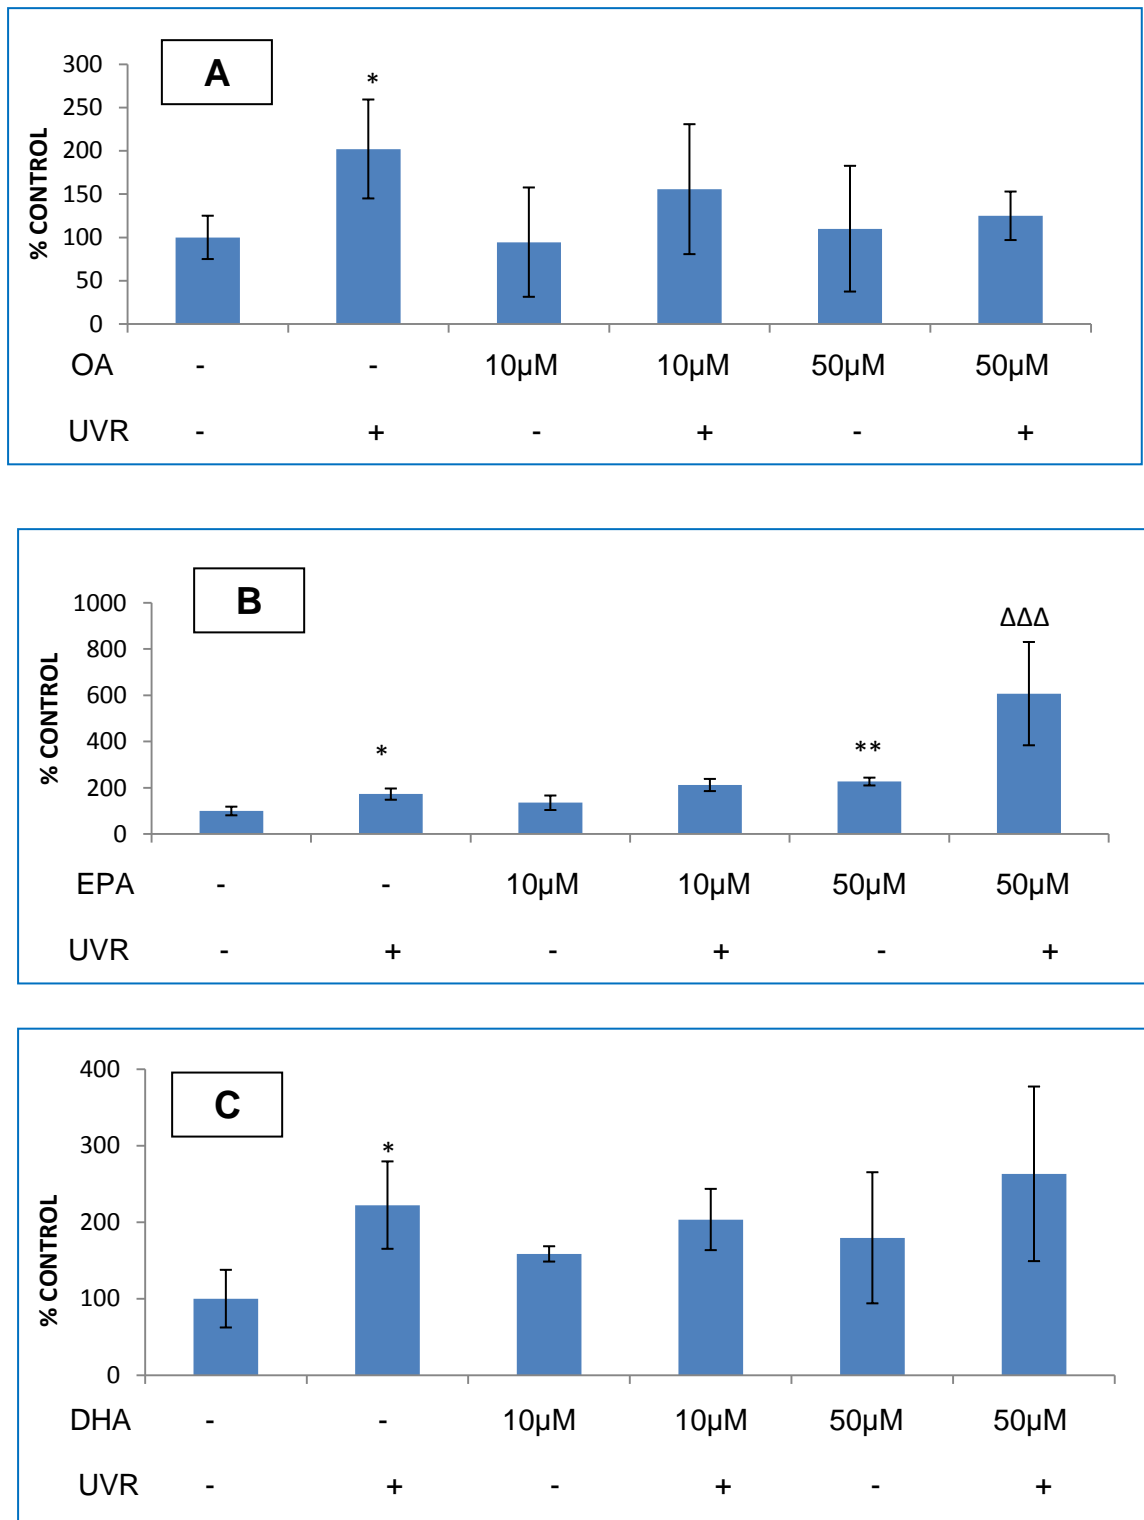 A
*
300
250
200
150
100
50
0
% CONTROL
OA - - 10µM 10µM 50µM 50µM
UVR - + - + - +
B
ΔΔΔ
*
**
1000
800
600
400
200
0
% CONTROL
EPA - - 10µM 10µM 50µM 50µM
UVR - + - + - +
C
*
400
300
200
100
0
% CONTROL
DHA - - 10µM 10µM 50µM 50µM
UVR - + - + - +